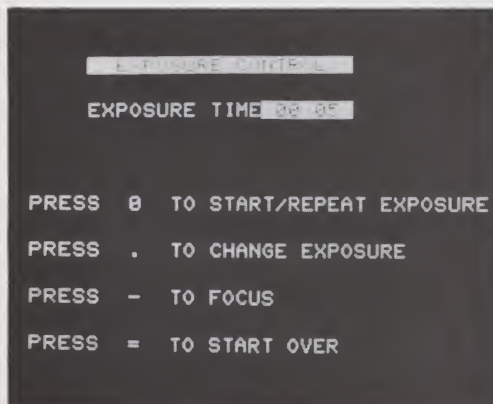 EXPOSURE CONTROL
EXPOSURE TIME 00 05
PRESS 0 TO START/REPEAT EXPOSURE
PRESS . TO CHANGE EXPOSURE
PRESS - TO FOCUS
PRESS = TO START OVER